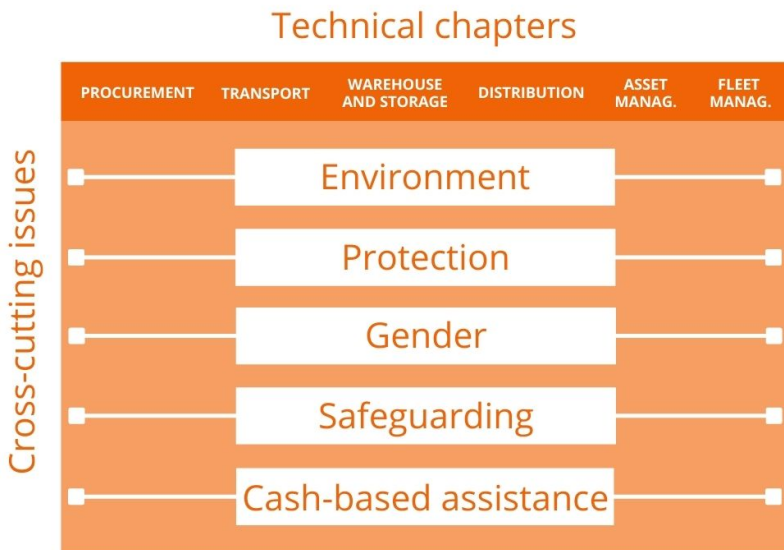 Technical chapters
PROCUREMENT
TRANSPORT
WAREHOUSE
AND STORAGE
DISTRIBUTION
ASSET
MANAG.
FLEET
MANAG.
Cross-cutting issues
Environment
Protection
Gender
Safeguarding
Cash-based assistance